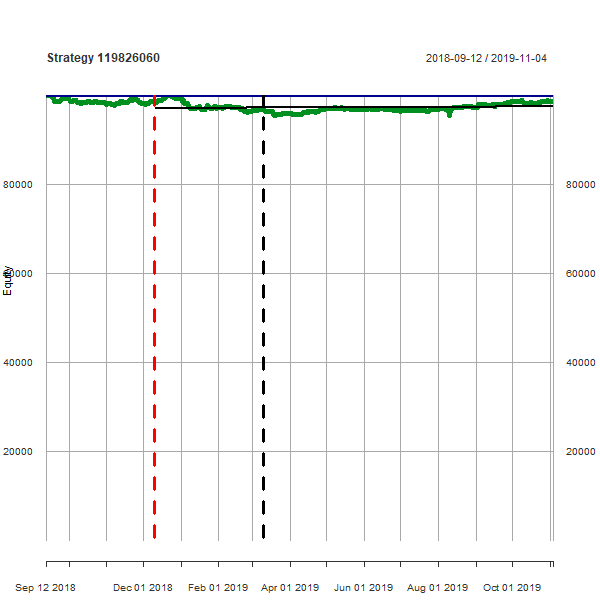 Strategy 119826060
2018-09-12 / 2019-11-04
80000
80000
Equity
60000
60000
40000
40000
20000
20000
Sep 12 2018
Dec 01 2018
Feb 01 2019
Apr 01 2019
Jun 01 2019
Aug 01 2019
Oct 01 2019